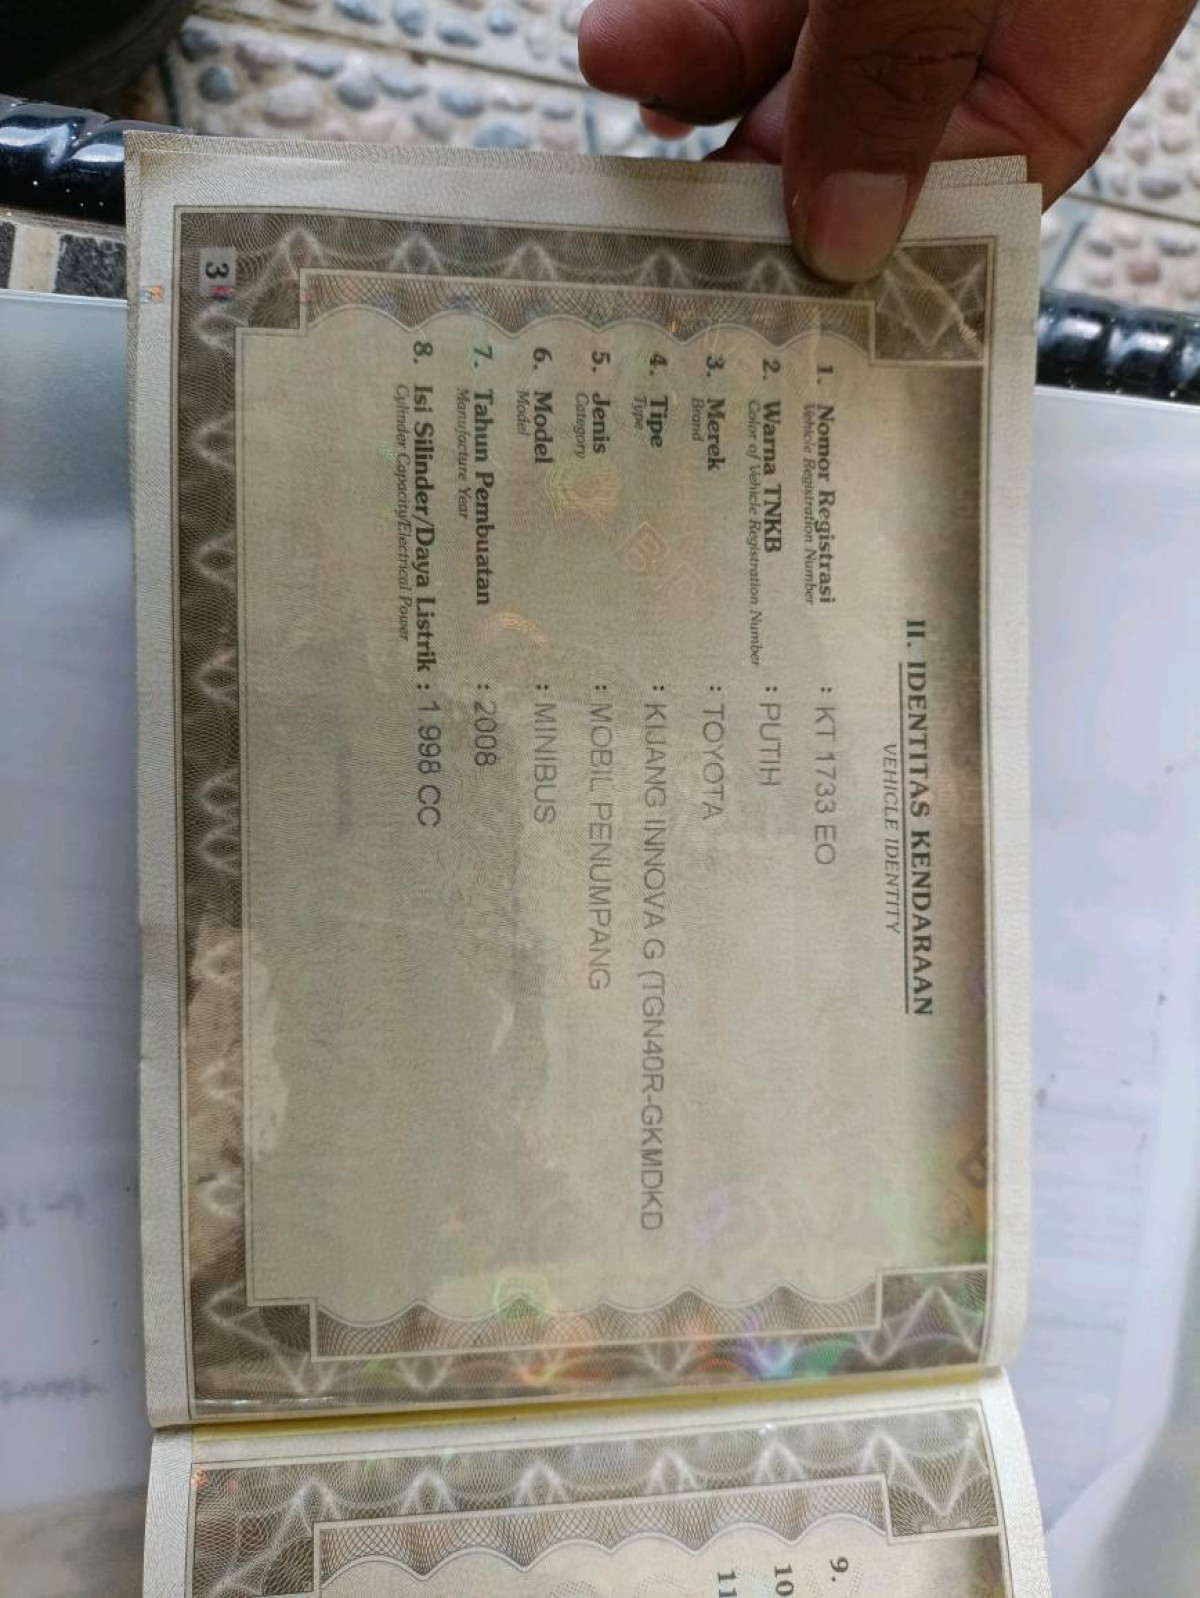 II. IDENTITAS KENDARAAN
VEHICLE IDENTITY
1. Nomor Registrasi : KT 1733 EO
Vehicle Registration Number
2. Warna TNKB : PUTIH
Color of Vehicle Registration Number
3. Merek : TOYOTA
Brand
4. Tipe : KIJANG INNOVA G (TGN40R-GKMDKD
Type
5. Jenis : MOBIL PENUMPANG
Category
6. Model : MINIBUS
Model
7. Tahun Pembuatan : 2008
Manufacture Year
8. Isi Silinder/Daya Listrik : 1.998 CC
Cylinder Capacity/Electrical Power
3
9.
10
11